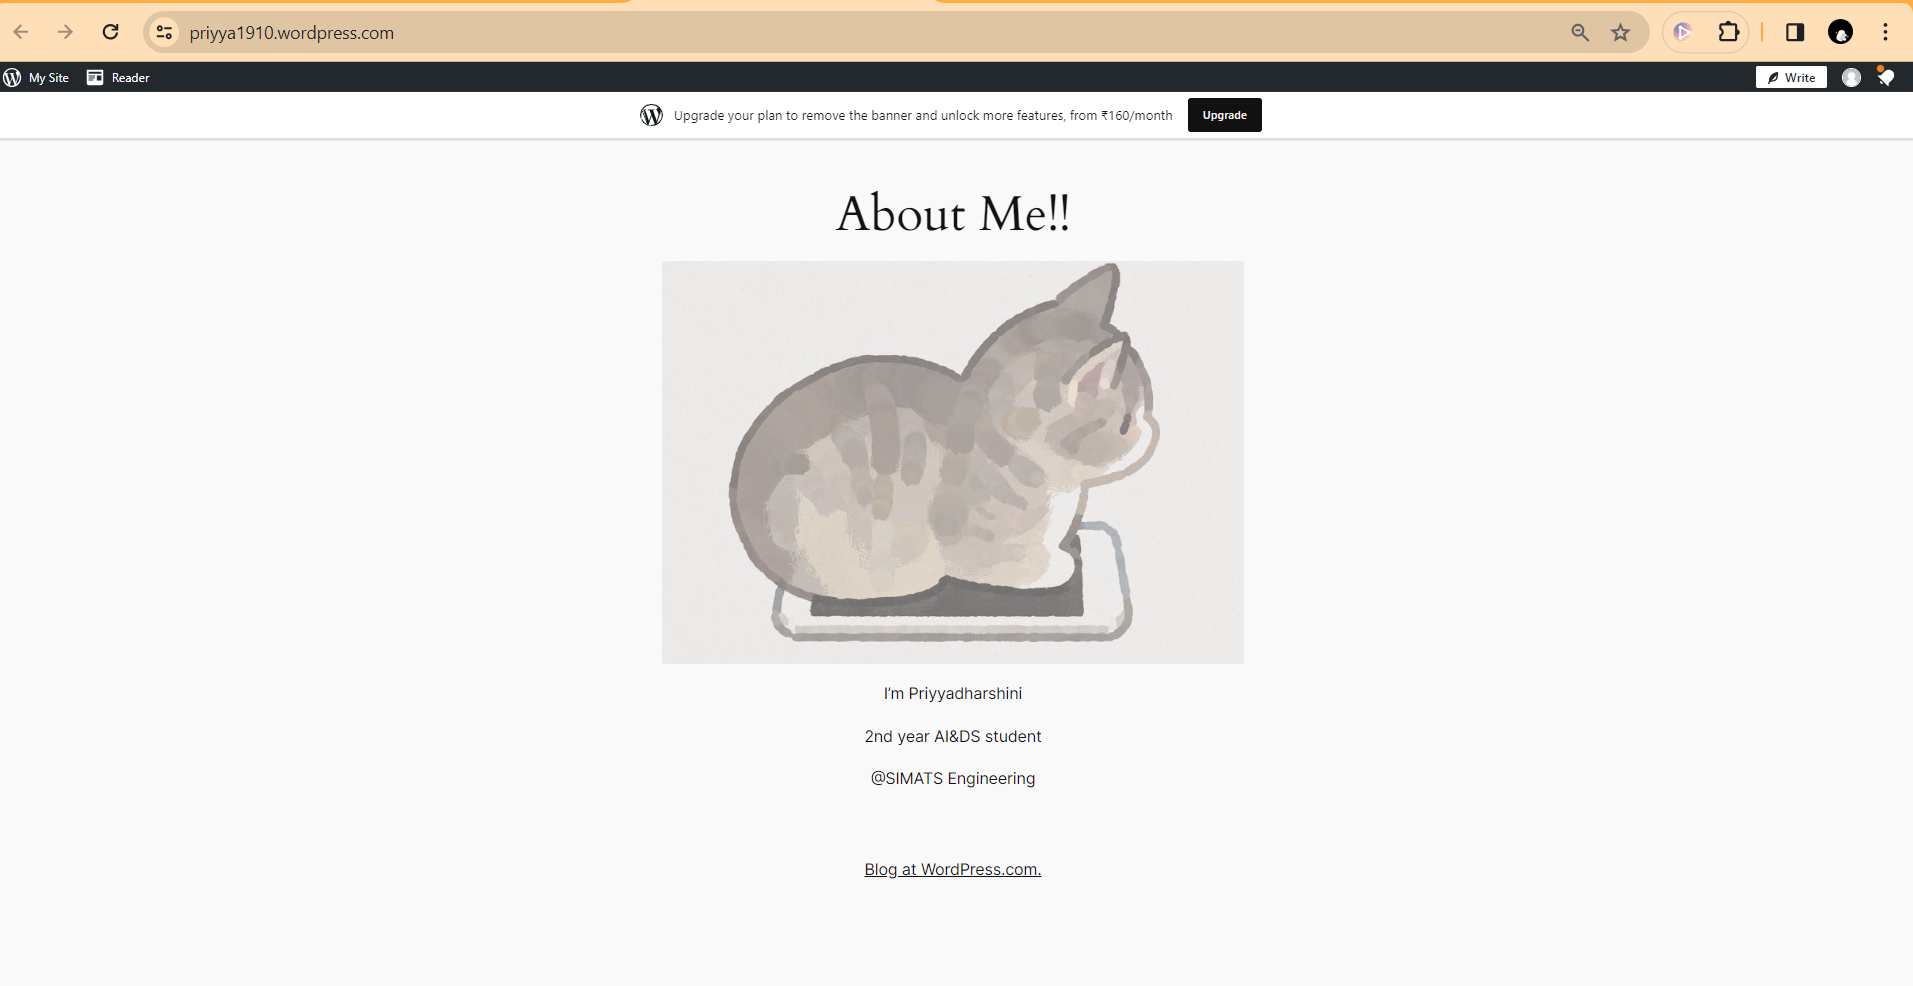 priyya1910.wordpress.com
My Site Reader Write
Upgrade your plan to remove the banner and unlock more features, from ₹160/month Upgrade
About Me!!
I’m Priyyadharshini
2nd year AI&DS student
@SIMATS Engineering
Blog at WordPress.com.